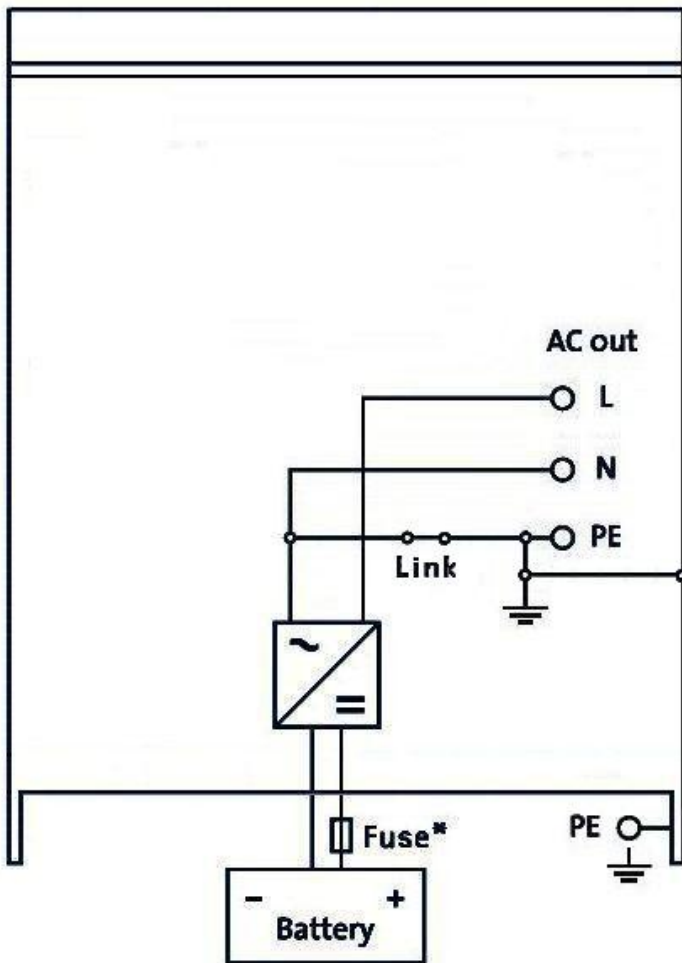 AC out
L
N
PE
Link
~
=
Fuse*
PE
- +
Battery